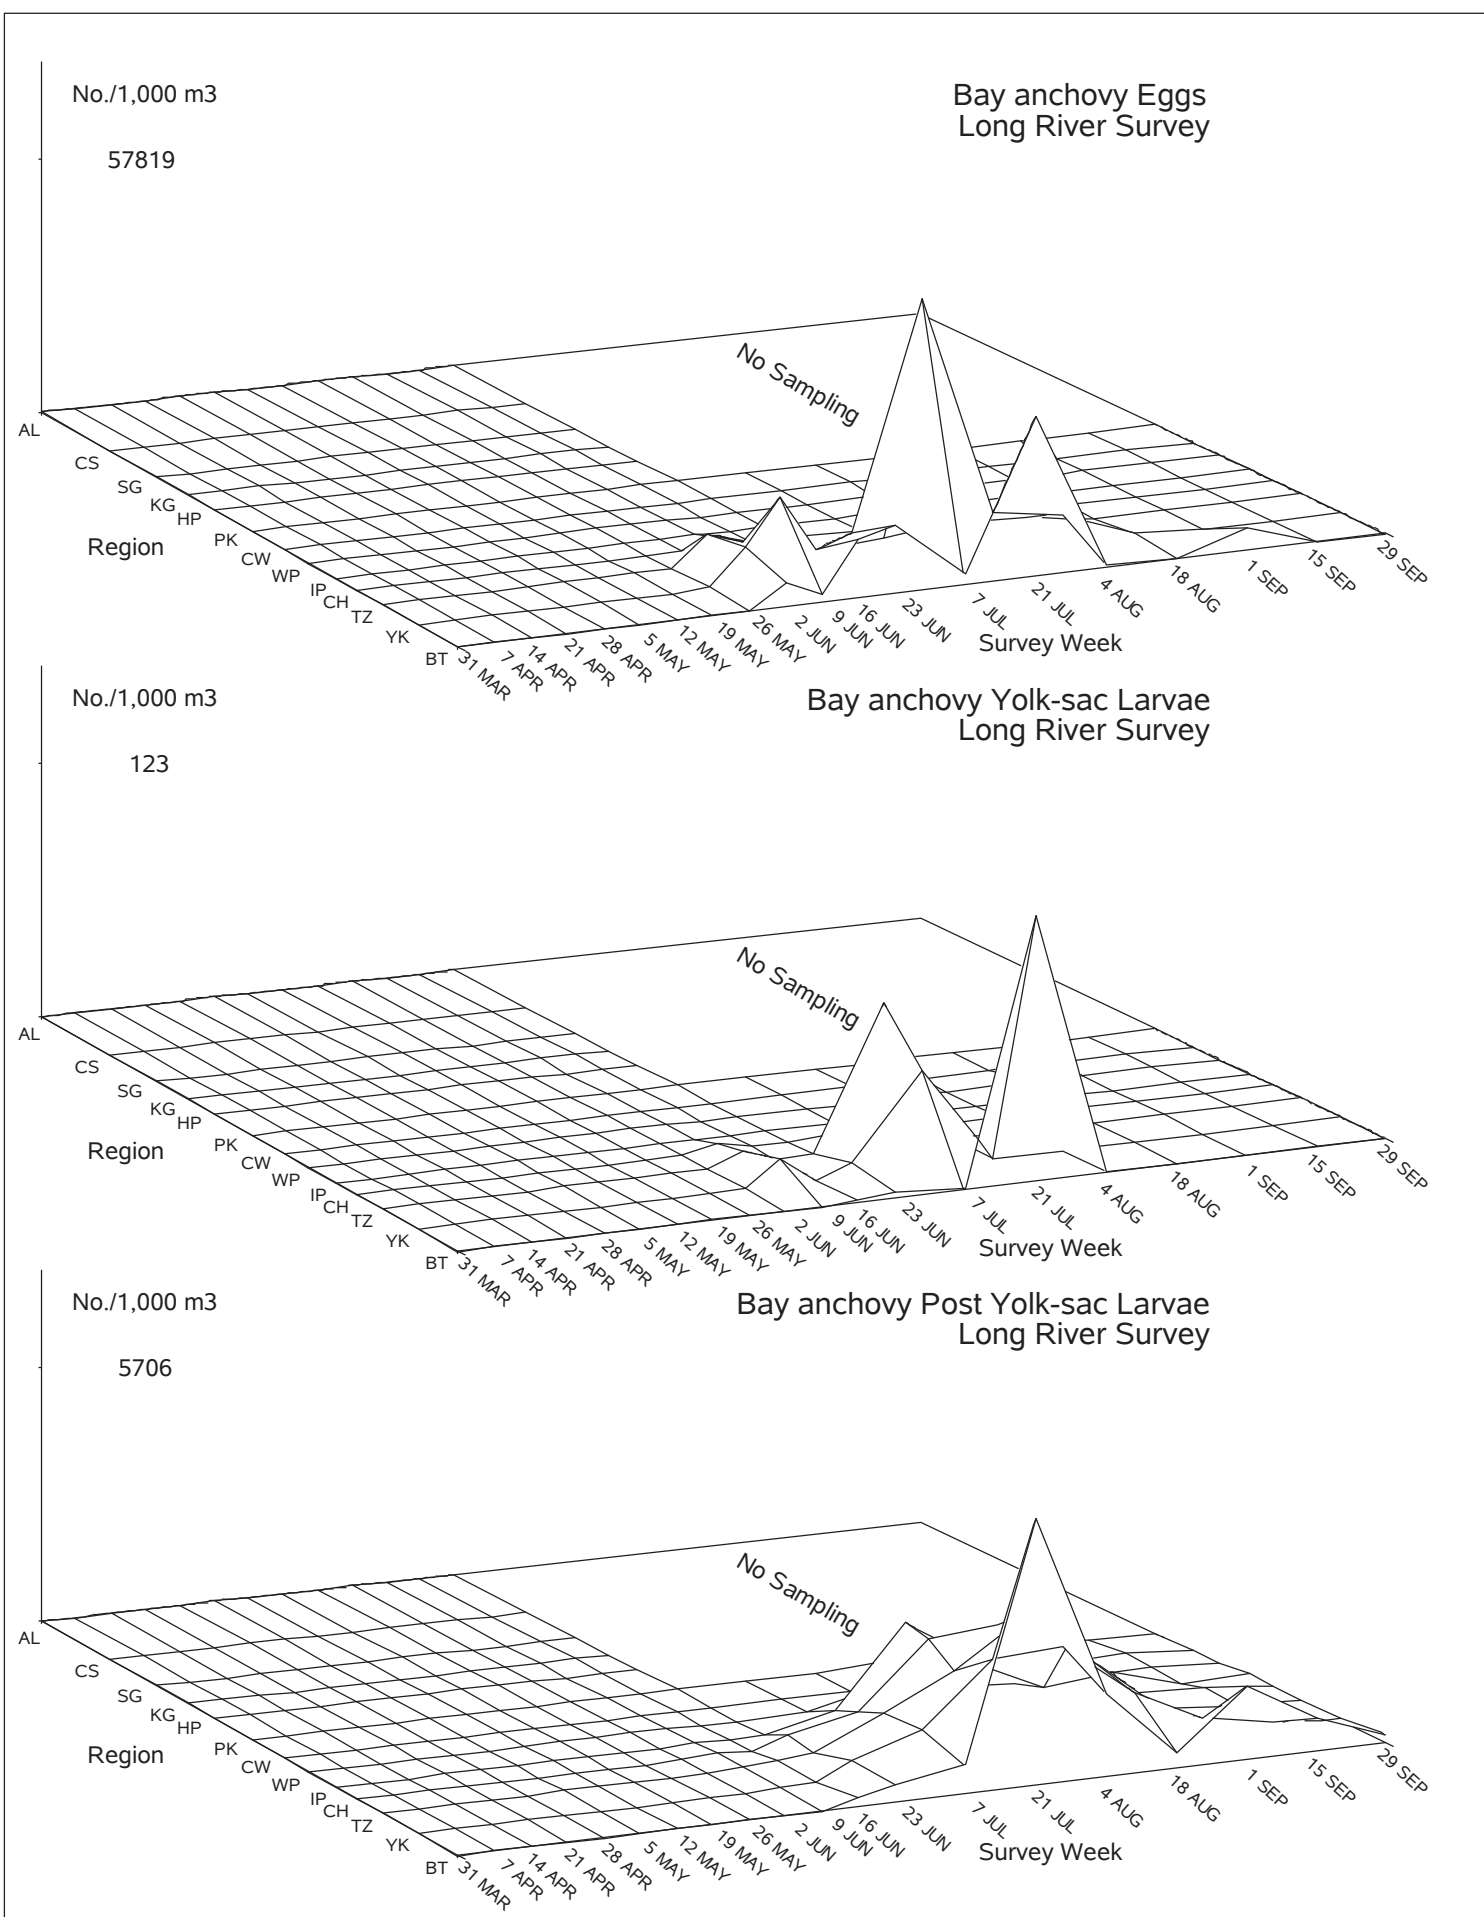 No./1,000 m3
Bay anchovy Eggs
Long River Survey
57819
No Sampling
AL
CS
SG
KG
HP
PK
CW
WP
IP
CH
TZ
YK
BT
Region
31 MAR
7 APR
14 APR
21 APR
28 APR
5 MAY
12 MAY
19 MAY
26 MAY
2 JUN
9 JUN
16 JUN
23 JUN
7 JUL
21 JUL
4 AUG
18 AUG
1 SEP
15 SEP
29 SEP
Survey Week
No./1,000 m3
Bay anchovy Yolk-sac Larvae
Long River Survey
123
No Sampling
AL
CS
SG
KG
HP
PK
CW
WP
IP
CH
TZ
YK
BT
Region
31 MAR
7 APR
14 APR
21 APR
28 APR
5 MAY
12 MAY
19 MAY
26 MAY
2 JUN
9 JUN
16 JUN
23 JUN
7 JUL
21 JUL
4 AUG
18 AUG
1 SEP
15 SEP
29 SEP
Survey Week
No./1,000 m3
Bay anchovy Post Yolk-sac Larvae
Long River Survey
5706
No Sampling
AL
CS
SG
KG
HP
PK
CW
WP
IP
CH
TZ
YK
BT
Region
31 MAR
7 APR
14 APR
21 APR
28 APR
5 MAY
12 MAY
19 MAY
26 MAY
2 JUN
9 JUN
16 JUN
23 JUN
7 JUL
21 JUL
4 AUG
18 AUG
1 SEP
15 SEP
29 SEP
Survey Week